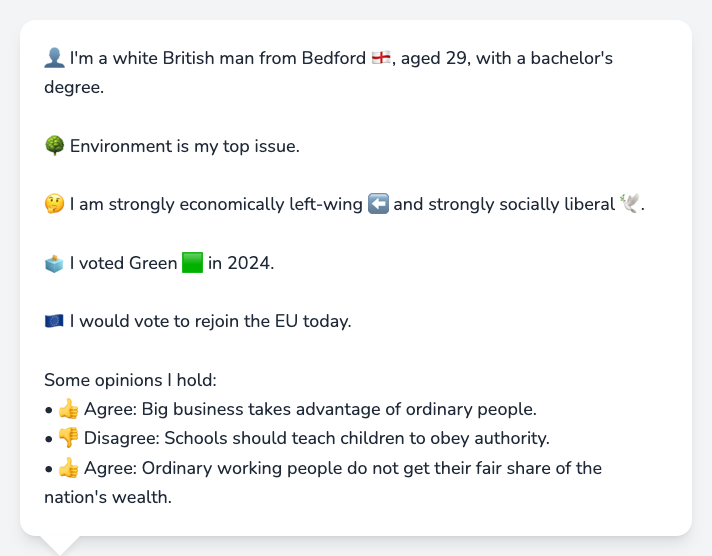 👤 I'm a white British man from Bedford 🏴󠁧󠁢󠁥󠁮󠁧󠁿, aged 29, with a bachelor's
degree.
🌳 Environment is my top issue.
🤔 I am strongly economically left-wing ⬅️ and strongly socially liberal 🕊️.
🗳️ I voted Green 🟩 in 2024.
🇪🇺 I would vote to rejoin the EU today.
Some opinions I hold:
• 👍 Agree: Big business takes advantage of ordinary people.
• 👎 Disagree: Schools should teach children to obey authority.
• 👍 Agree: Ordinary working people do not get their fair share of the
nation's wealth.